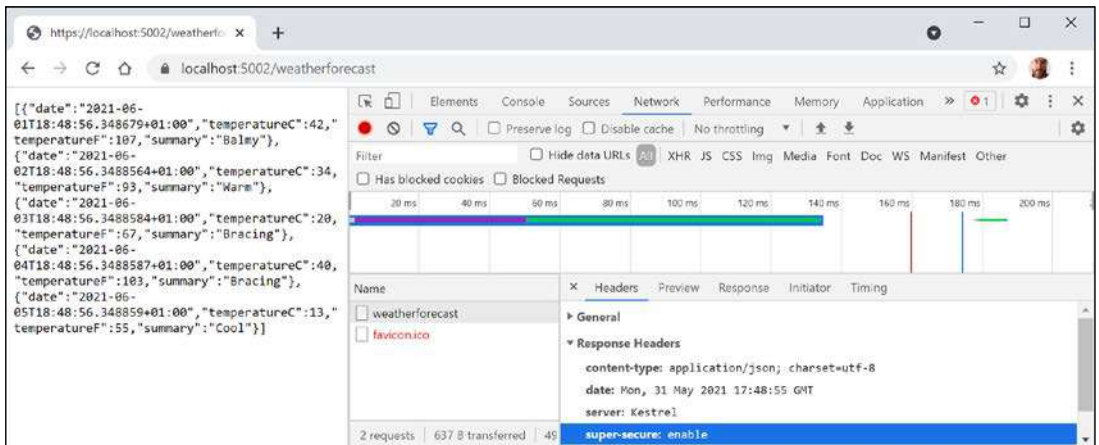 https://localhost:5002/weatherfo
localhost:5002/weatherforecast
[{"date":"2021-06-
01T18:48:56.348679+01:00","temperatureC":42,"
temperatureF":107,"summary":"Balmy"},
{"date":"2021-06-
02T18:48:56.3488564+01:00","temperatureC":34,
"temperatureF":93,"summary":"Warm"},
{"date":"2021-06-
03T18:48:56.3488584+01:00","temperatureC":20,
"temperatureF":67,"summary":"Bracing"},
{"date":"2021-06-
04T18:48:56.3488587+01:00","temperatureC":40,
"temperatureF":103,"summary":"Bracing"},
{"date":"2021-06-
05T18:48:56.348859+01:00","temperatureC":13,"
temperatureF":55,"summary":"Cool"}]
Elements Console Sources Network Performance Memory Application » 1
Preserve log Disable cache No throttling
Filter Hide data URLs All XHR JS CSS Img Media Font Doc WS Manifest Other
Has blocked cookies Blocked Requests
20 ms 40 ms 60 ms 80 ms 100 ms 120 ms 140 ms 160 ms 180 ms 200 ms
Name × Headers Preview Response Initiator Timing
weatherforecast
favicon.ico
General
Response Headers
content-type: application/json; charset=utf-8
date: Mon, 31 May 2021 17:48:55 GMT
server: Kestrel
super-secure: enable
2 requests 637 B transferred 49